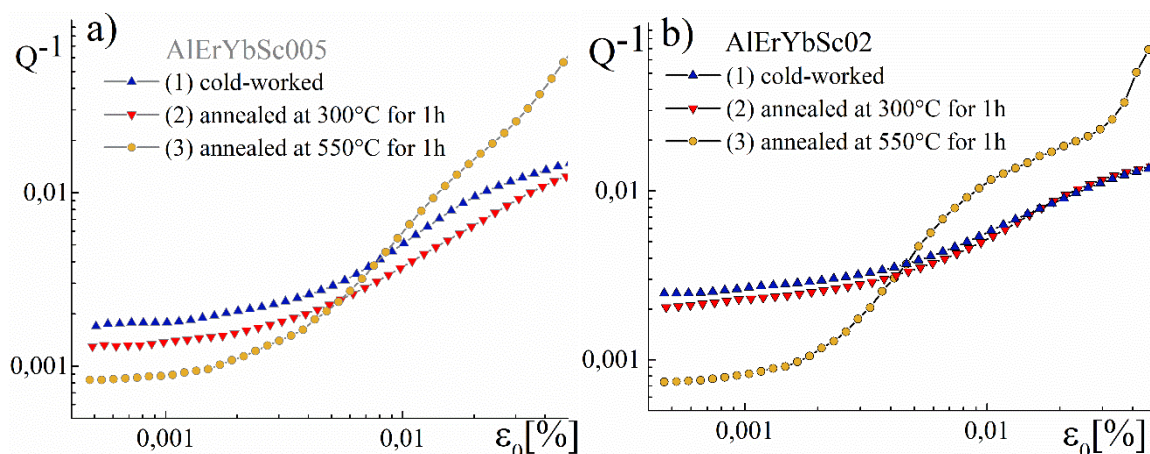 a)
Q-1
AlErYbSc005
(1) cold-worked
(2) annealed at 300°C for 1h
(3) annealed at 550°C for 1h
0,01
0,001
0,001
0,01
ε0[%]
b)
Q-1
AlErYbSc02
(1) cold-worked
(2) annealed at 300°C for 1h
(3) annealed at 550°C for 1h
0,01
0,001
0,001
0,01
ε0[%]